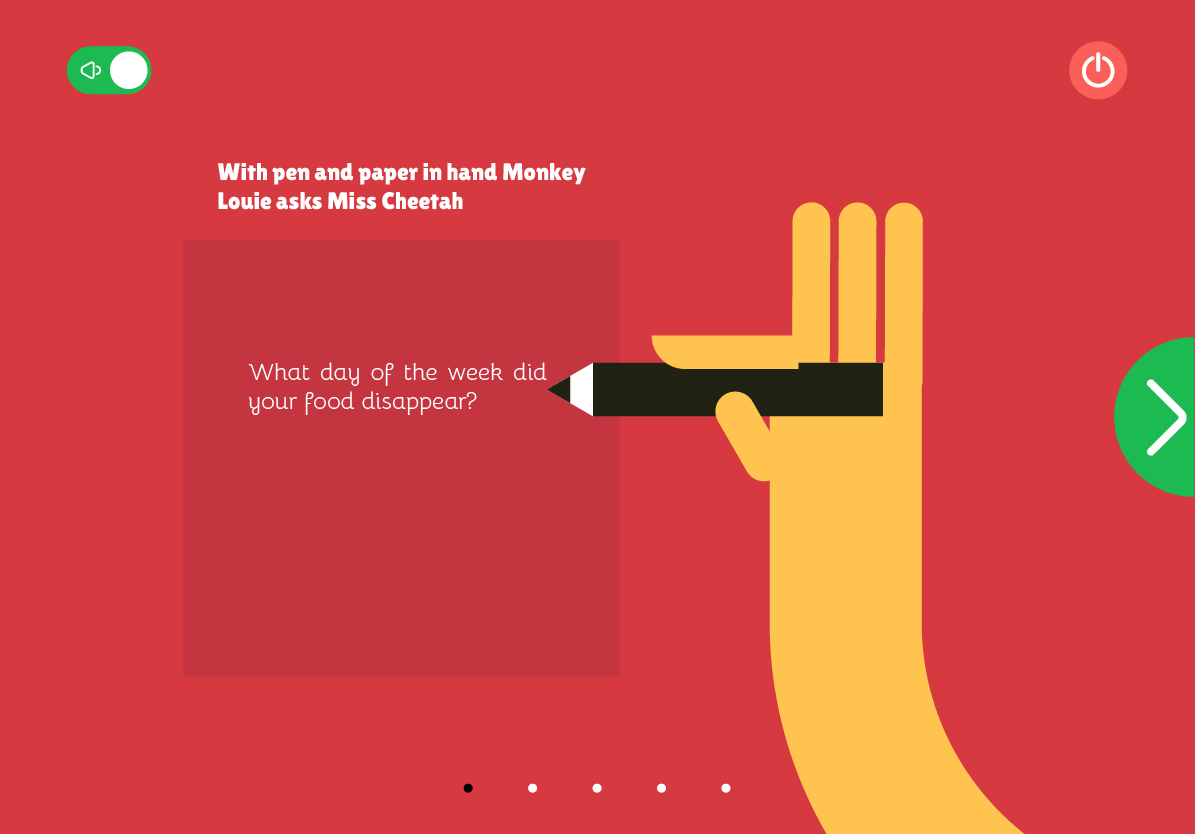 With pen and paper in hand Monkey
Louie asks Miss Cheetah
What day of the week did
your food disappear?